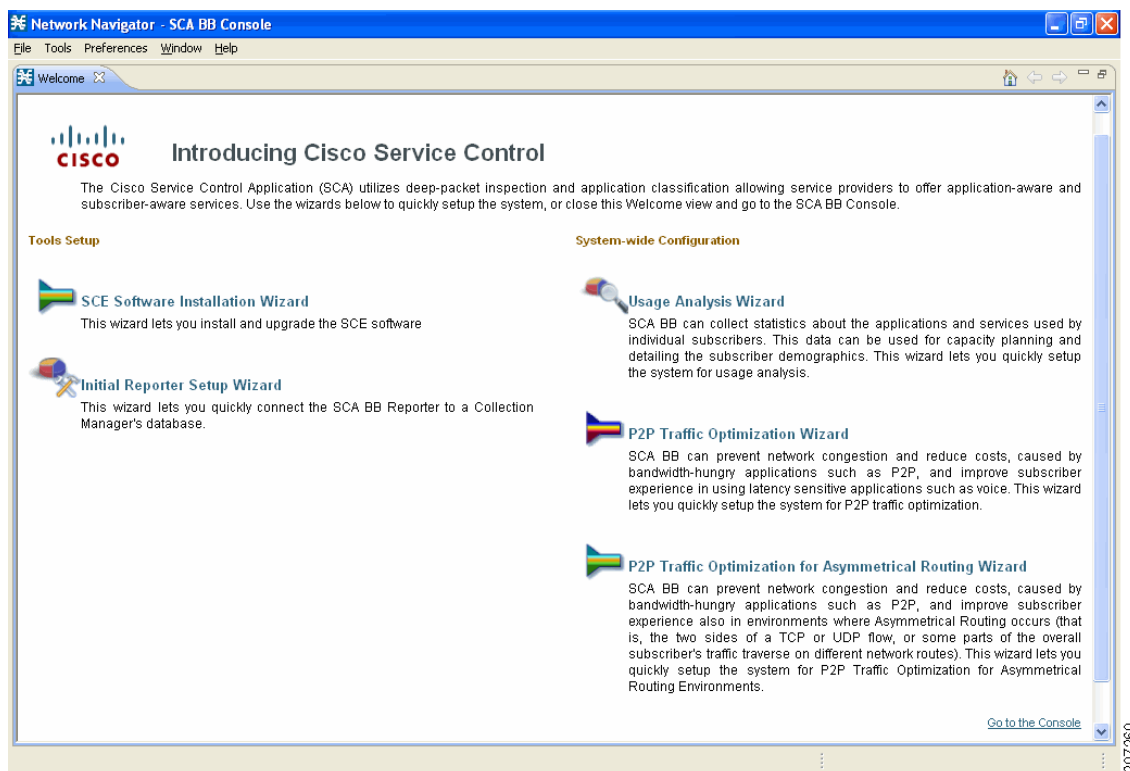 Network Navigator - SCA BB Console
File Tools Preferences Window Help
Welcome
CISCO
Introducing Cisco Service Control
The Cisco Service Control Application (SCA) utilizes deep-packet inspection and application classification allowing service providers to offer application-aware and
subscriber-aware services. Use the wizards below to quickly setup the system, or close this Welcome view and go to the SCA BB Console.
Tools Setup
SCE Software Installation Wizard
This wizard lets you install and upgrade the SCE software
Initial Reporter Setup Wizard
This wizard lets you quickly connect the SCA BB Reporter to a Collection
Manager's database.
System-wide Configuration
Usage Analysis Wizard
SCA BB can collect statistics about the applications and services used by
individual subscribers. This data can be used for capacity planning and
detailing the subscriber demographics. This wizard lets you quickly setup
the system for usage analysis.
P2P Traffic Optimization Wizard
SCA BB can prevent network congestion and reduce costs, caused by
bandwidth-hungry applications such as P2P, and improve subscriber
experience in using latency sensitive applications such as voice. This wizard
lets you quickly setup the system for P2P traffic optimization.
P2P Traffic Optimization for Asymmetrical Routing Wizard
SCA BB can prevent network congestion and reduce costs, caused by
bandwidth-hungry applications such as P2P, and improve subscriber
experience also in environments where Asymmetrical Routing occurs (that
is, the two sides of a TCP or UDP flow, or some parts of the overall
subscriber's traffic traverse on different network routes). This wizard lets you
quickly setup the system for P2P Traffic Optimization for Asymmetrical
Routing Environments.
Go to the Console
207260